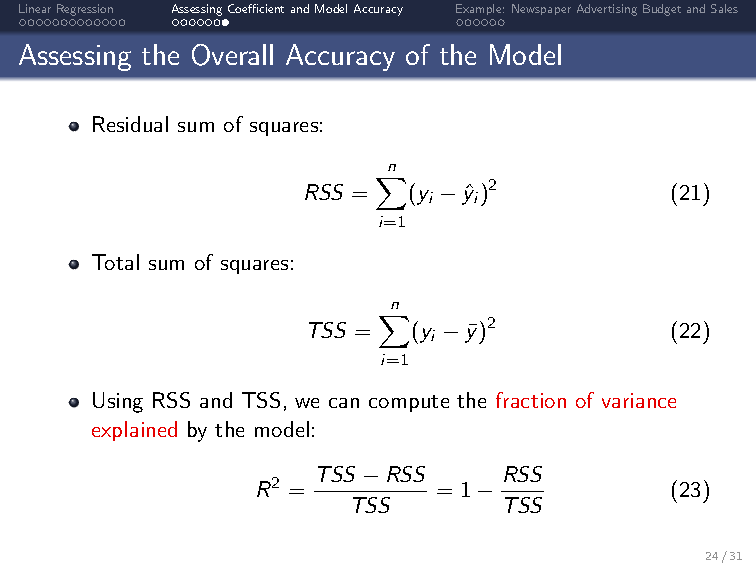 Linear Regression Assessing Coefficient and Model Accuracy Example: Newspaper Advertising Budget and Sales
Assessing the Overall Accuracy of the Model
Residual sum of squares:
RSS = ∑_{i=1}^{n} (y_i − ŷ_i)² (21)
Total sum of squares:
TSS = ∑_{i=1}^{n} (y_i − ȳ)² (22)
Using RSS and TSS, we can compute the fraction of variance
explained by the model:
R² = (TSS − RSS) / TSS = 1 − RSS / TSS (23)
24 / 31